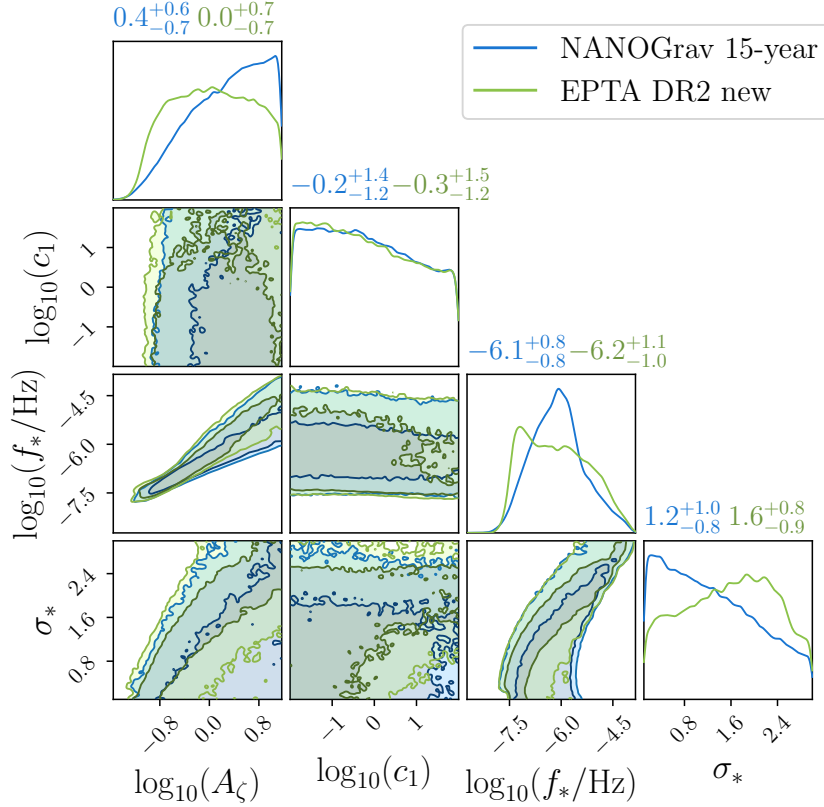 0.4^{+0.6}_{-0.7} 0.0^{+0.7}_{-0.7}
NANOGrav 15-year
EPTA DR2 new
−0.2^{+1.4}_{-1.2} −0.3^{+1.5}_{-1.2}
log₁₀(c₁)
1
0
−1
−6.1^{+0.8}_{-0.8} −6.2^{+1.1}_{-1.0}
log₁₀(f_*/Hz)
−4.5
−6.0
−7.5
1.2^{+1.0}_{-0.8} 1.6^{+0.8}_{-0.9}
σ_*
2.4
1.6
0.8
−0.8 0.0 0.8
−1 0 1
−7.5 −6.0 −4.5
0.8 1.6 2.4
log₁₀(A_ζ)
log₁₀(c₁)
log₁₀(f_*/Hz)
σ_*